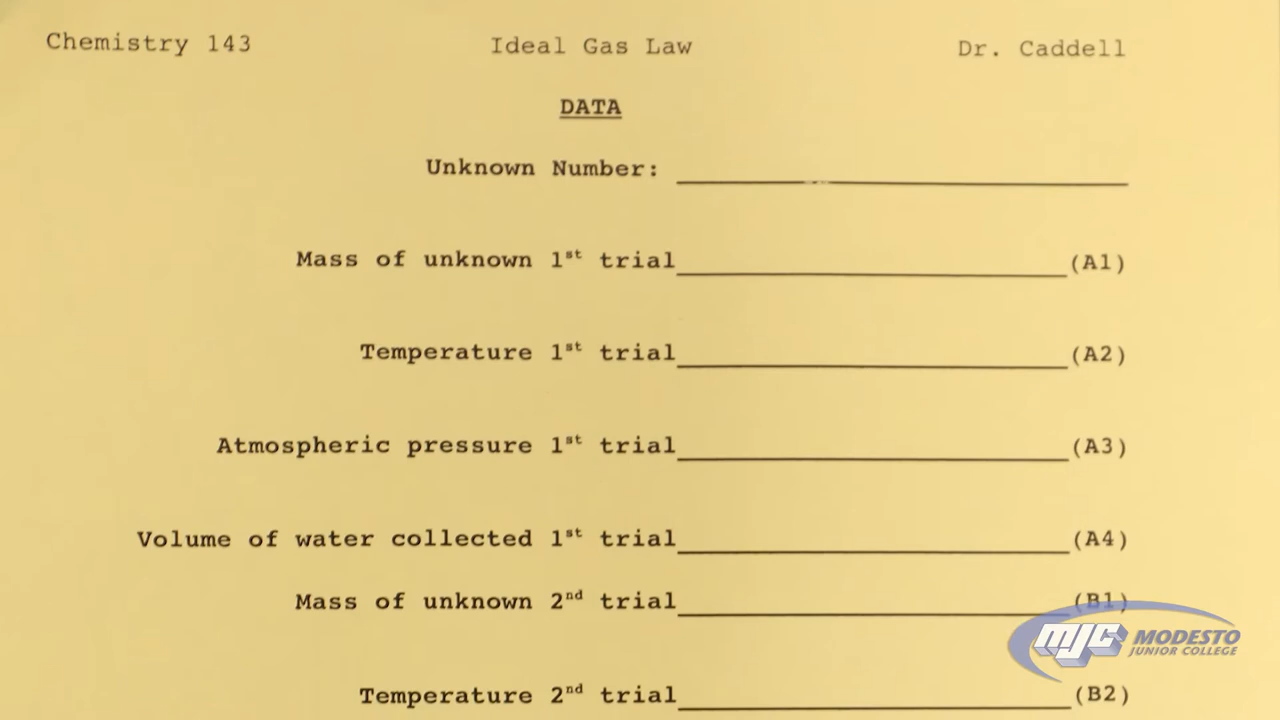 Chemistry 143 Ideal Gas Law Dr. Caddell
DATA
Unknown Number:
Mass of unknown 1st trial (A1)
Temperature 1st trial (A2)
Atmospheric pressure 1st trial (A3)
Volume of water collected 1st trial (A4)
Mass of unknown 2nd trial (B1)
mjc MODESTO
JUNIOR COLLEGE
Temperature 2nd trial (B2)